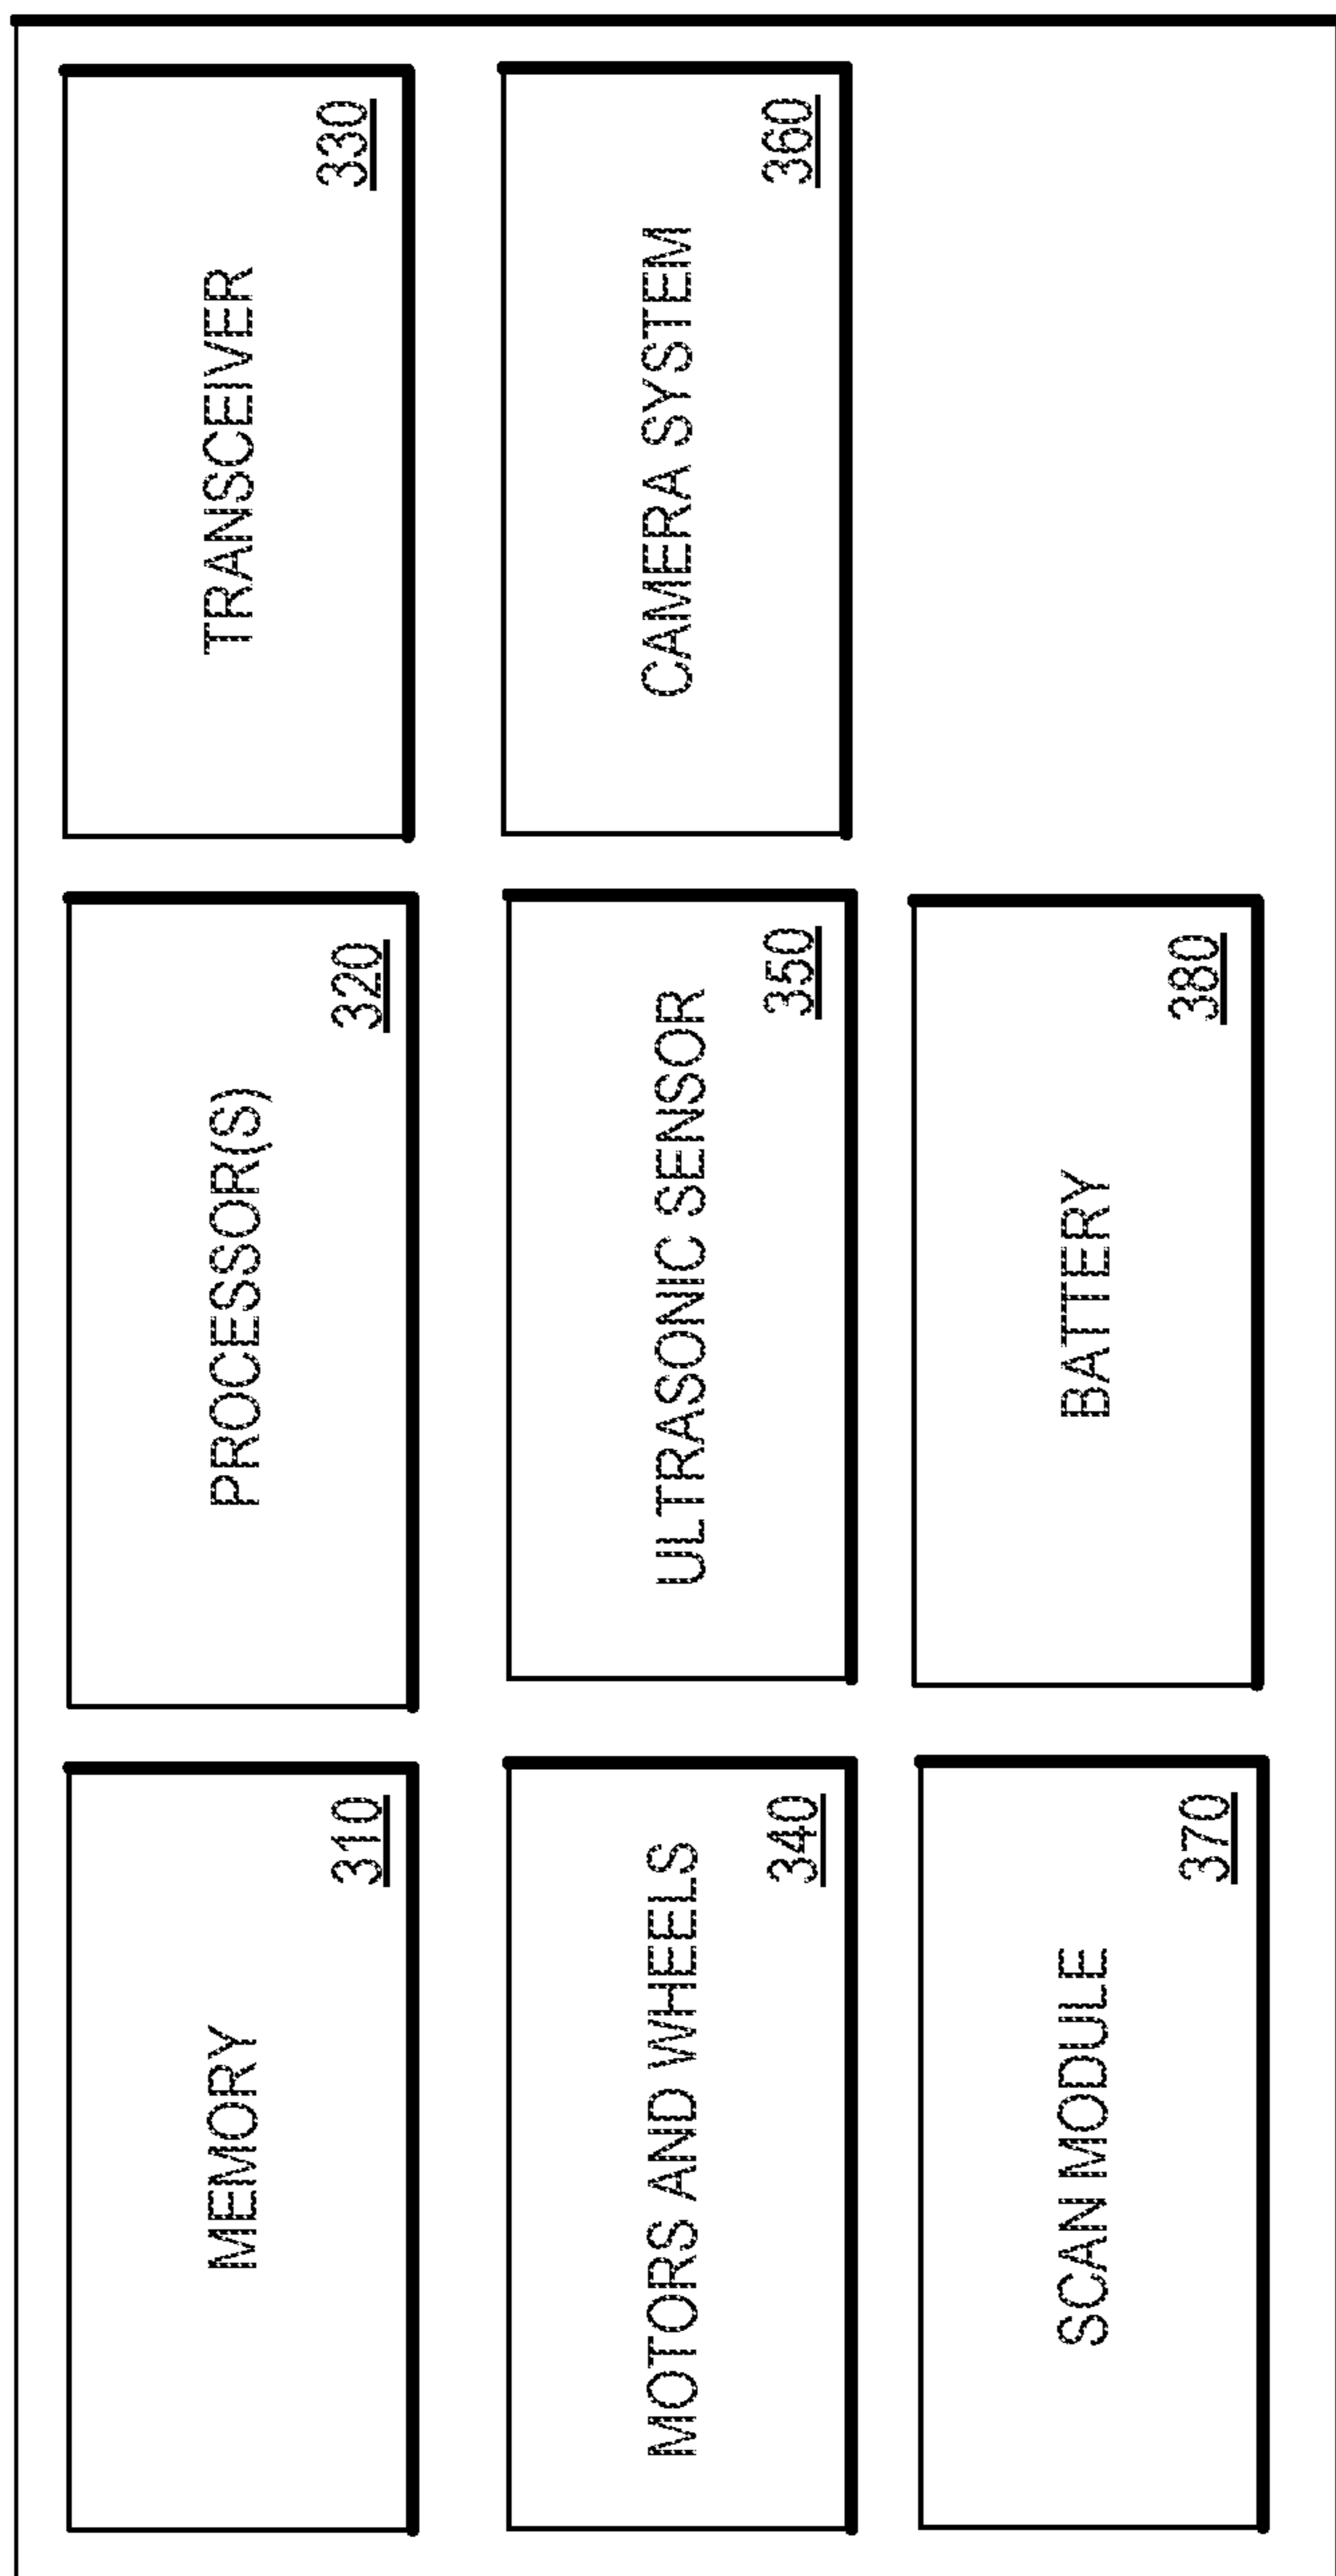 MEMORY
310
PROCESSOR(S)
320
TRANSCEIVER
330
MOTORS AND WHEELS
340
ULTRASONIC SENSOR
350
CAMERA SYSTEM
360
SCAN MODULE
370
BATTERY
380